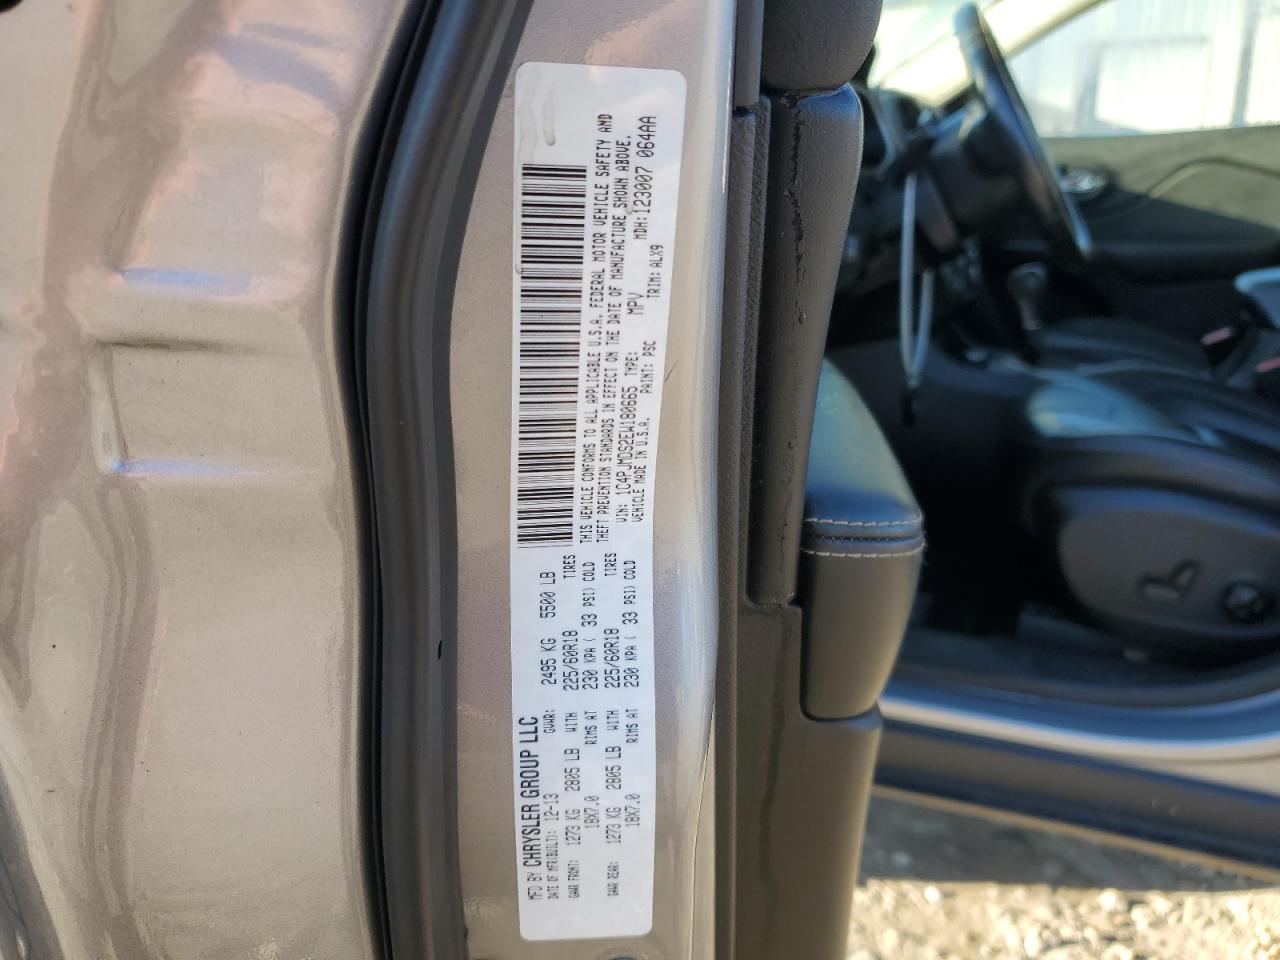 MFD BY CHRYSLER GROUP LLC
DATE OF MFR(BUILT): 12-13 GVWR: 2495 KG 5500 LB
GAWR FRONT: 1273 KG 2805 LB WITH 225/60R18 TIRES
18X7.0 RIMS AT 230 KPA ( 33 PSI) COLD
GAWR REAR: 1273 KG 2805 LB WITH 225/60R18 TIRES
18X7.0 RIMS AT 230 KPA ( 33 PSI) COLD
THIS VEHICLE CONFORMS TO ALL APPLICABLE U.S.A. FEDERAL MOTOR VEHICLE SAFETY AND
THEFT PREVENTION STANDARDS IN EFFECT ON THE DATE OF MANUFACTURE SHOWN ABOVE.
VIN: 1C4PJMDS2EW180665 TYPE: MPV MDH: 123007 064AA
VEHICLE MADE IN U.S.A. PAINT: PSC TRIM: ALX9